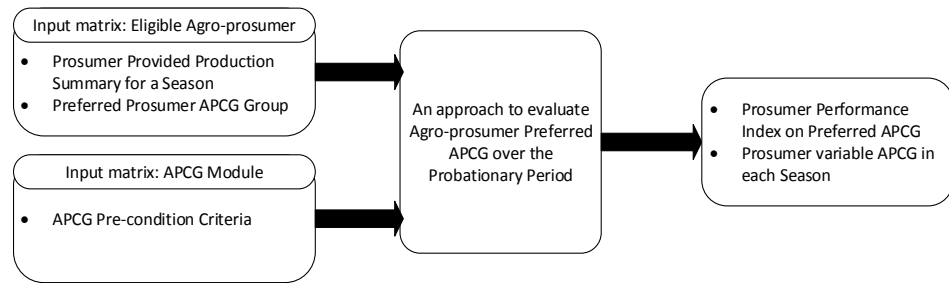 Input matrix: Eligible Agro-prosumer
• Prosumer Provided Production
Summary for a Season
• Preferred Prosumer APCG Group
Input matrix: APCG Module
• APCG Pre-condition Criteria
An approach to evaluate
Agro-prosumer Preferred
APCG over the
Probationary Period
• Prosumer Performance
Index on Preferred APCG
• Prosumer variable APCG in
each Season